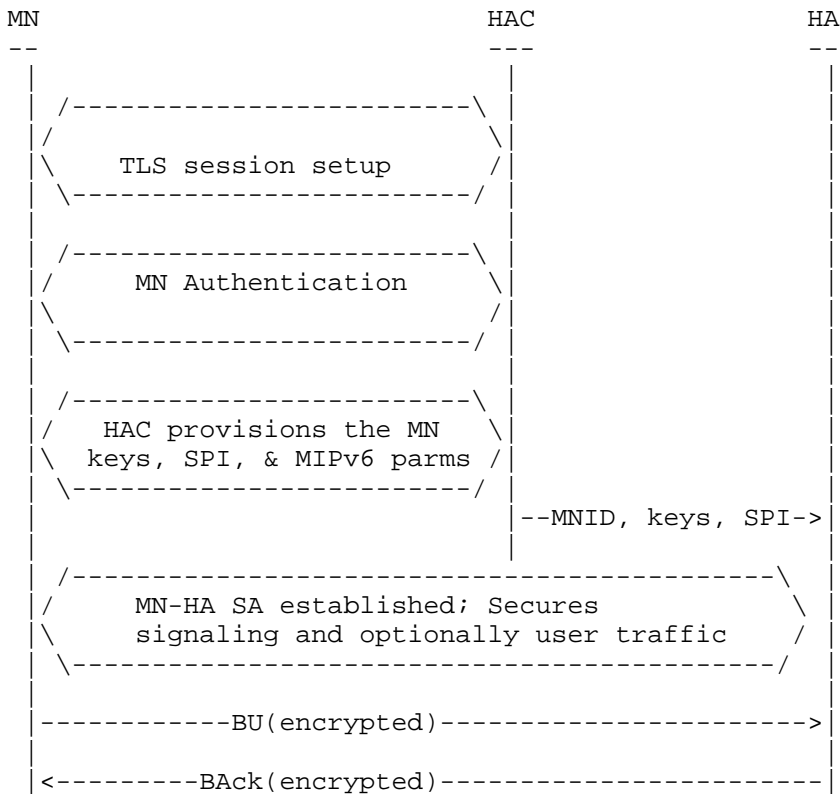 MN HAC HA
-- --- --
TLS session setup
MN Authentication
HAC provisions the MN
keys, SPI, & MIPv6 parms
--MNID, keys, SPI->
MN-HA SA established; Secures
signaling and optionally user traffic
------------BU(encrypted)----------------------->
<---------BAck(encrypted)------------------------